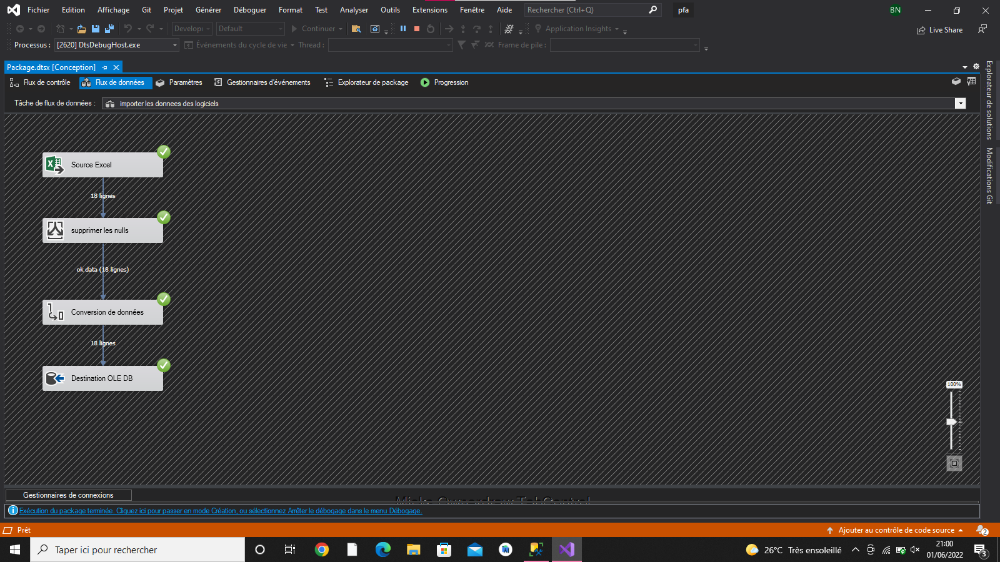 Fichier Edition Affichage Git Projet Générer Déboguer Format Test Analyser Outils Extensions Fenêtre Aide Rechercher (Ctrl+Q) pfa BN
Developi Default Continuer Application Insights Live Share
Processus : [2620] DtsDebugHost.exe Événements du cycle de vie Thread : Frame de pile :
Package.dtsx [Conception]
Flux de contrôle Flux de données Paramètres Gestionnaires d'événements Explorateur de package Progression
Tâche de flux de données : importer les donnees des logiciels
Explorateur de solutions
Modifications Git
Source Excel
18 lignes
supprimer les nulls
ok data (18 lignes)
Conversion de données
18 lignes
Destination OLE DB
100%
Gestionnaires de connexions
Exécution du package terminée. Cliquez ici pour passer en mode Création, ou sélectionnez Arrêter le débogage dans le menu Débogage.
Prêt Ajouter au contrôle de code source 2
Taper ici pour rechercher 26°C Très ensoleillé 21:00
01/06/2022 3